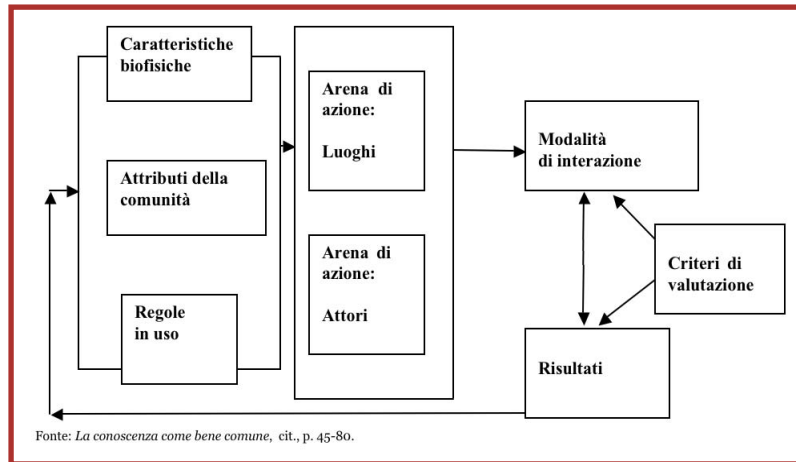 Caratteristiche
biofisiche
Attributi della
comunità
Regole
in uso
Arena di
azione:
Luoghi
Arena di
azione:
Attori
Modalità
di interazione
Criteri di
valutazione
Risultati
Fonte: La conoscenza come bene comune, cit., p. 45-80.